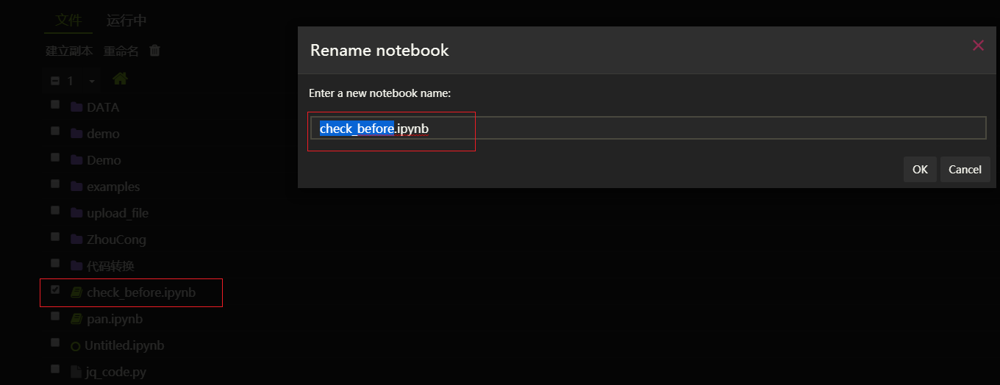 文件 运行中
建立副本 重命名
1
DATA
demo
Demo
examples
upload_file
ZhouCong
代码转换
check_before.ipynb
pan.ipynb
Untitled.ipynb
jq_code.py
Rename notebook
Enter a new notebook name:
check_before.ipynb
OK Cancel